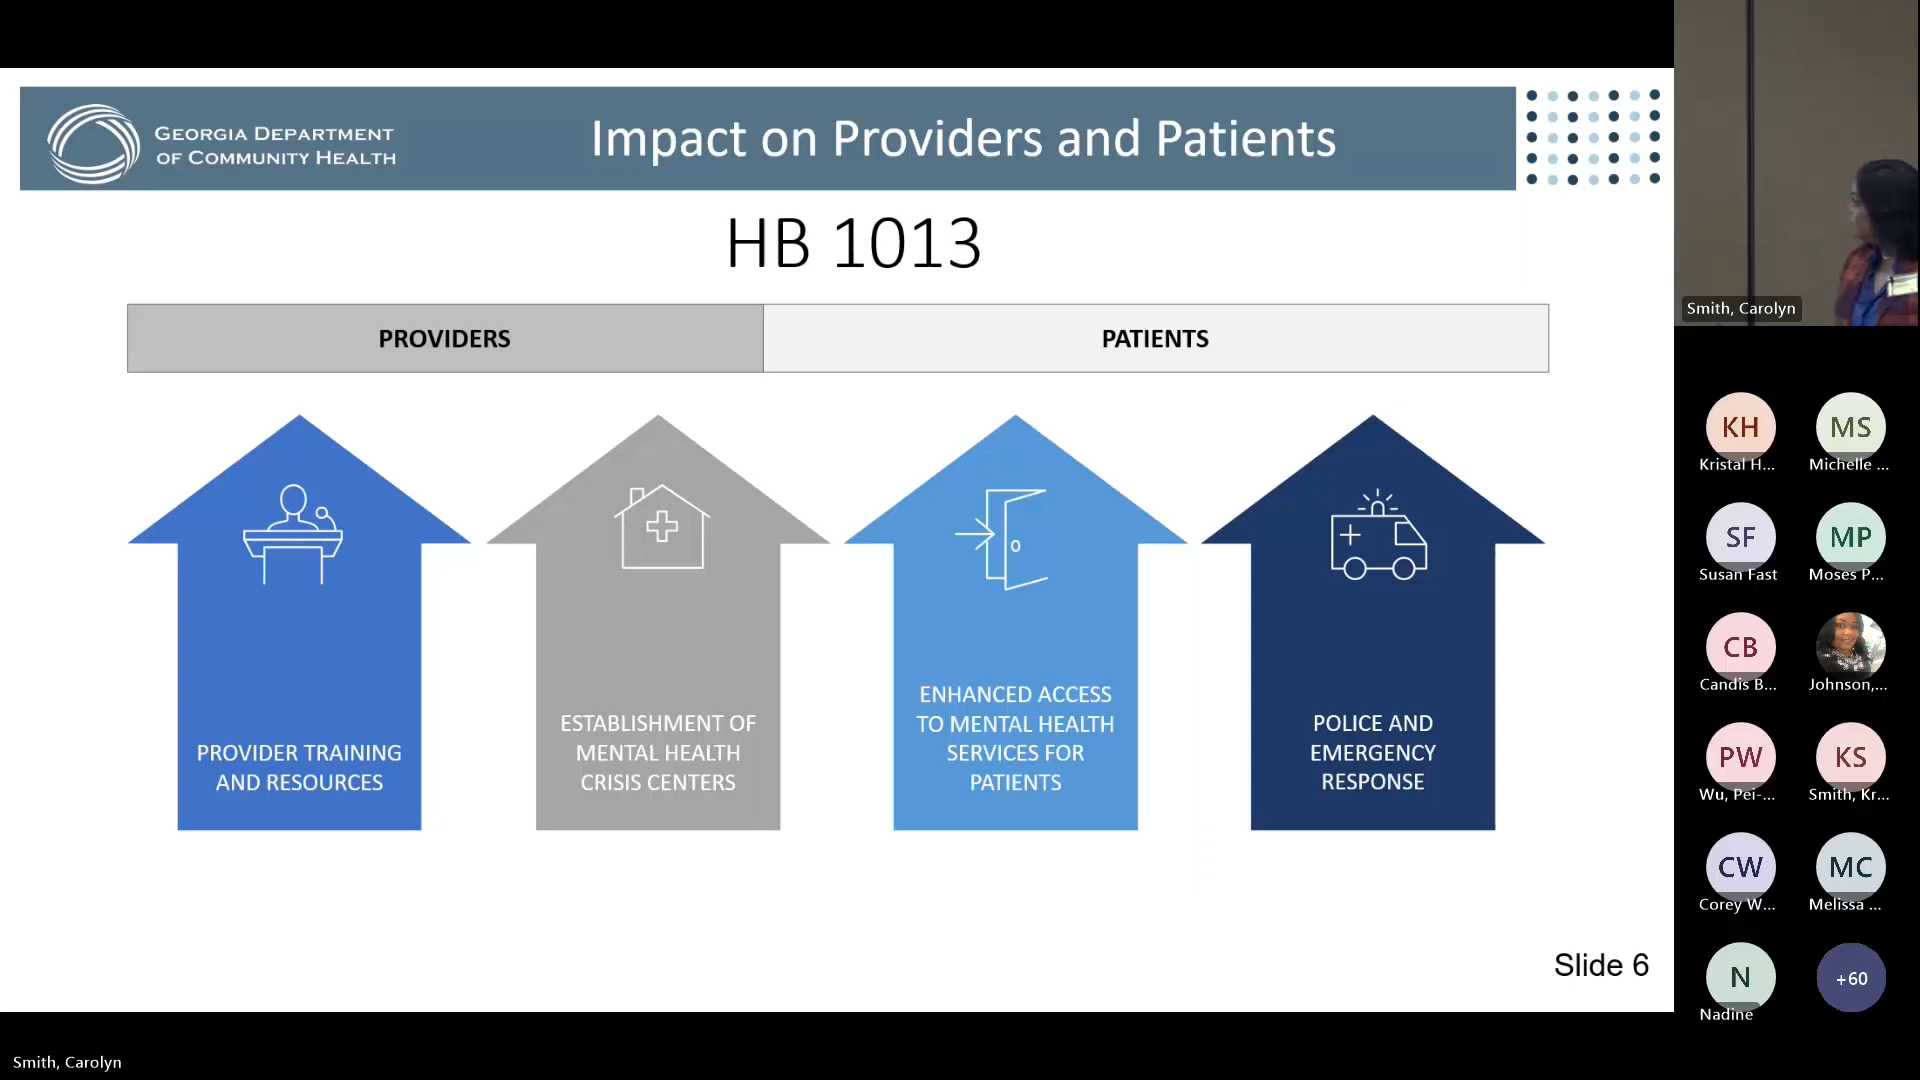 GEORGIA DEPARTMENT
OF COMMUNITY HEALTH
Impact on Providers and Patients
HB 1013
PROVIDERS
PATIENTS
PROVIDER TRAINING
AND RESOURCES
ESTABLISHMENT OF
MENTAL HEALTH
CRISIS CENTERS
ENHANCED ACCESS
TO MENTAL HEALTH
SERVICES FOR
PATIENTS
POLICE AND
EMERGENCY
RESPONSE
Slide 6
Smith, Carolyn
KH
Kristal H...
MS
Michelle ...
SF
Susan Fast
MP
Moses P...
CB
Candis B...
Johnson,...
PW
Wu, Pei-...
KS
Smith, Kr...
CW
Corey W...
MC
Melissa ...
N
Nadine
+60
Smith, Carolyn